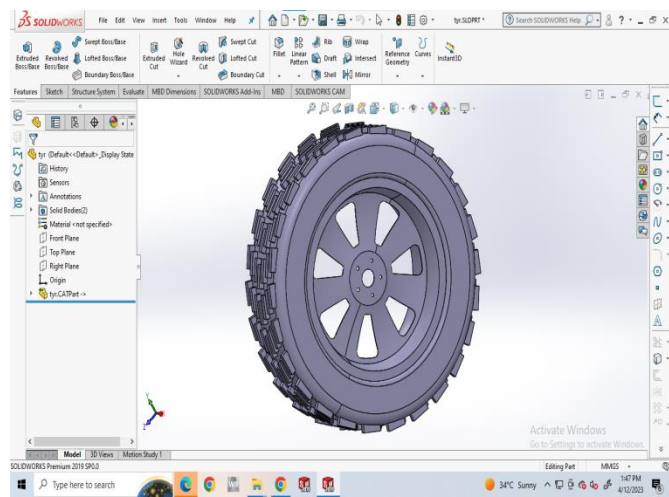 SOLIDWORKS File Edit View Insert Tools Window Help tyr.SLDPRT * Search SOLIDWORKS Help
Extruded Boss/Base
Revolved Boss/Base
Swept Boss/Base
Lofted Boss/Base
Boundary Boss/Base
Extruded Cut
Hole Wizard
Revolved Cut
Swept Cut
Lofted Cut
Boundary Cut
Fillet
Linear Pattern
Rib
Draft
Shell
Wrap
Intersect
Mirror
Reference Geometry
Curves
Instant3D
Features Sketch Structure System Evaluate MBD Dimensions SOLIDWORKS Add-Ins MBD SOLIDWORKS CAM
tyr (Default<<Default>_Display State
History
Sensors
Annotations
Solid Bodies(2)
Material <not specified>
Front Plane
Top Plane
Right Plane
Origin
tyr.CATPart ->
Activate Windows
Go to Settings to activate Windows.
Model 3D Views Motion Study 1
SOLIDWORKS Premium 2019 SP0.0 Editing Part MMGS
Type here to search 34°C Sunny 1:47 PM
4/12/2023